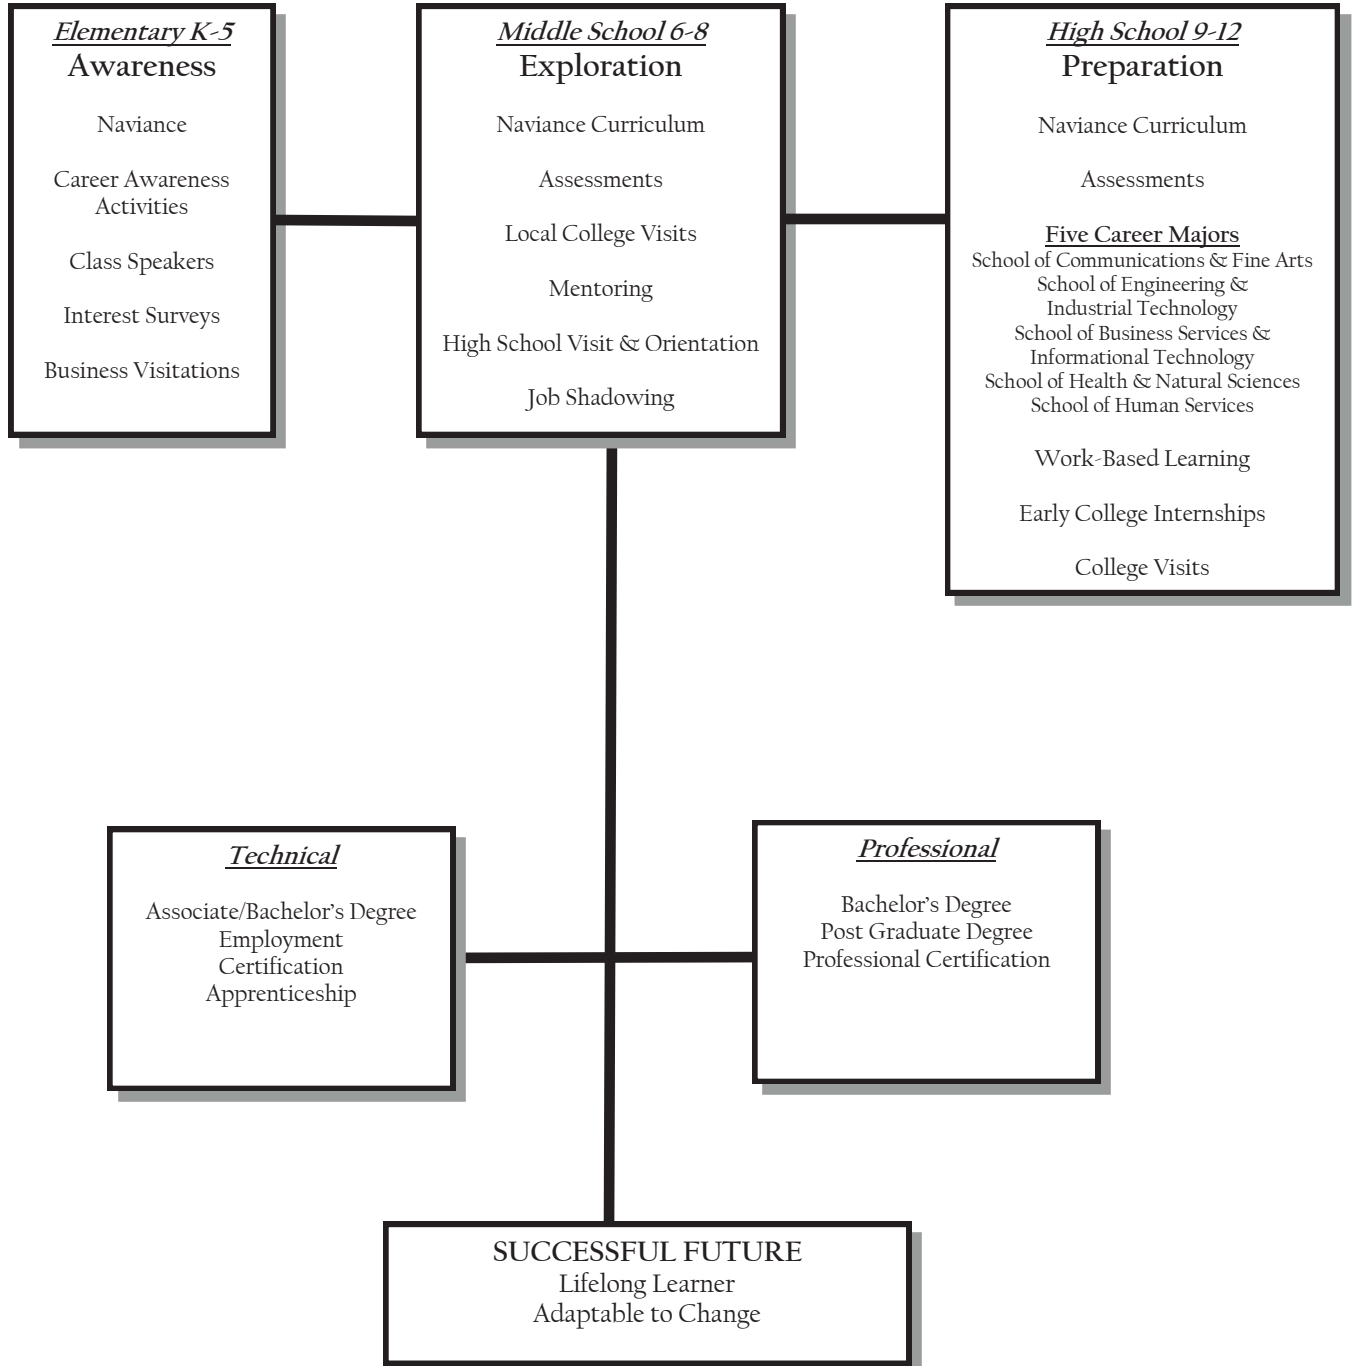 Elementary K-5
Awareness
Naviance
Career Awareness
Activities
Class Speakers
Interest Surveys
Business Visitations
Middle School 6-8
Exploration
Naviance Curriculum
Assessments
Local College Visits
Mentoring
High School Visit & Orientation
Job Shadowing
High School 9-12
Preparation
Naviance Curriculum
Assessments
Five Career Majors
School of Communications & Fine Arts
School of Engineering &
Industrial Technology
School of Business Services &
Informational Technology
School of Health & Natural Sciences
School of Human Services
Work-Based Learning
Early College Internships
College Visits
Technical
Associate/Bachelor's Degree
Employment
Certification
Apprenticeship
Professional
Bachelor's Degree
Post Graduate Degree
Professional Certification
SUCCESSFUL FUTURE
Lifelong Learner
Adaptable to Change